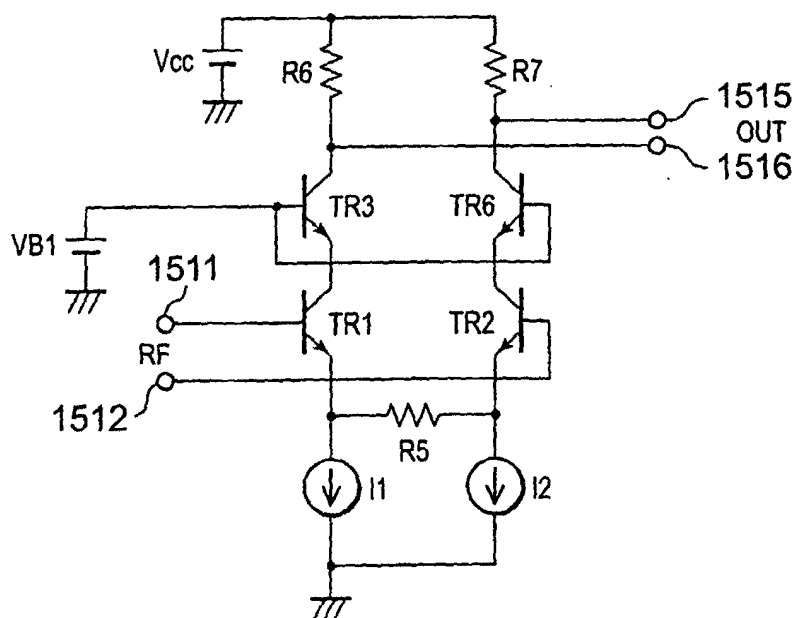 Vcc
R6
R7
1515
OUT
1516
TR3
TR6
VB1
1511
TR1
TR2
RF
1512
R5
I1
I2